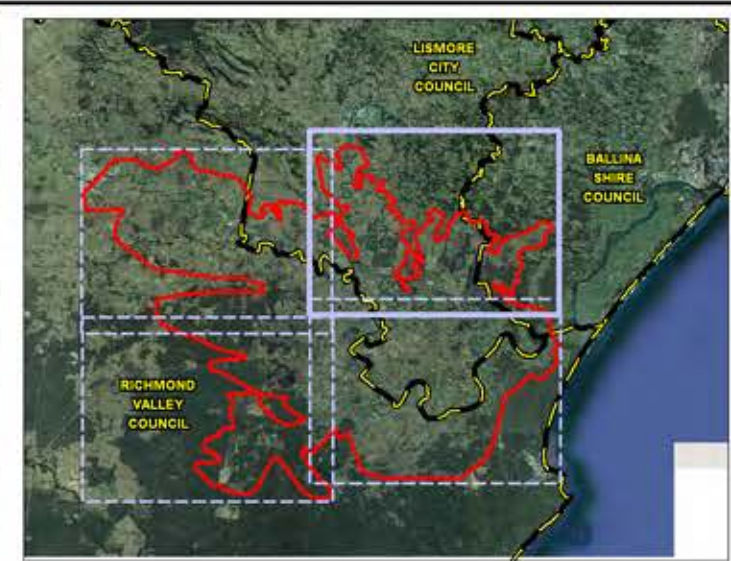 LISMORE
CITY
COUNCIL
BALLINA
SHIRE
COUNCIL
RICHMOND
VALLEY
COUNCIL